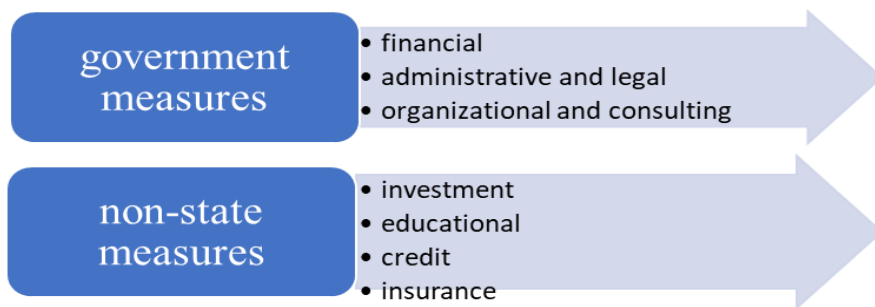 government
measures
• financial
• administrative and legal
• organizational and consulting
non-state
measures
• investment
• educational
• credit
• insurance